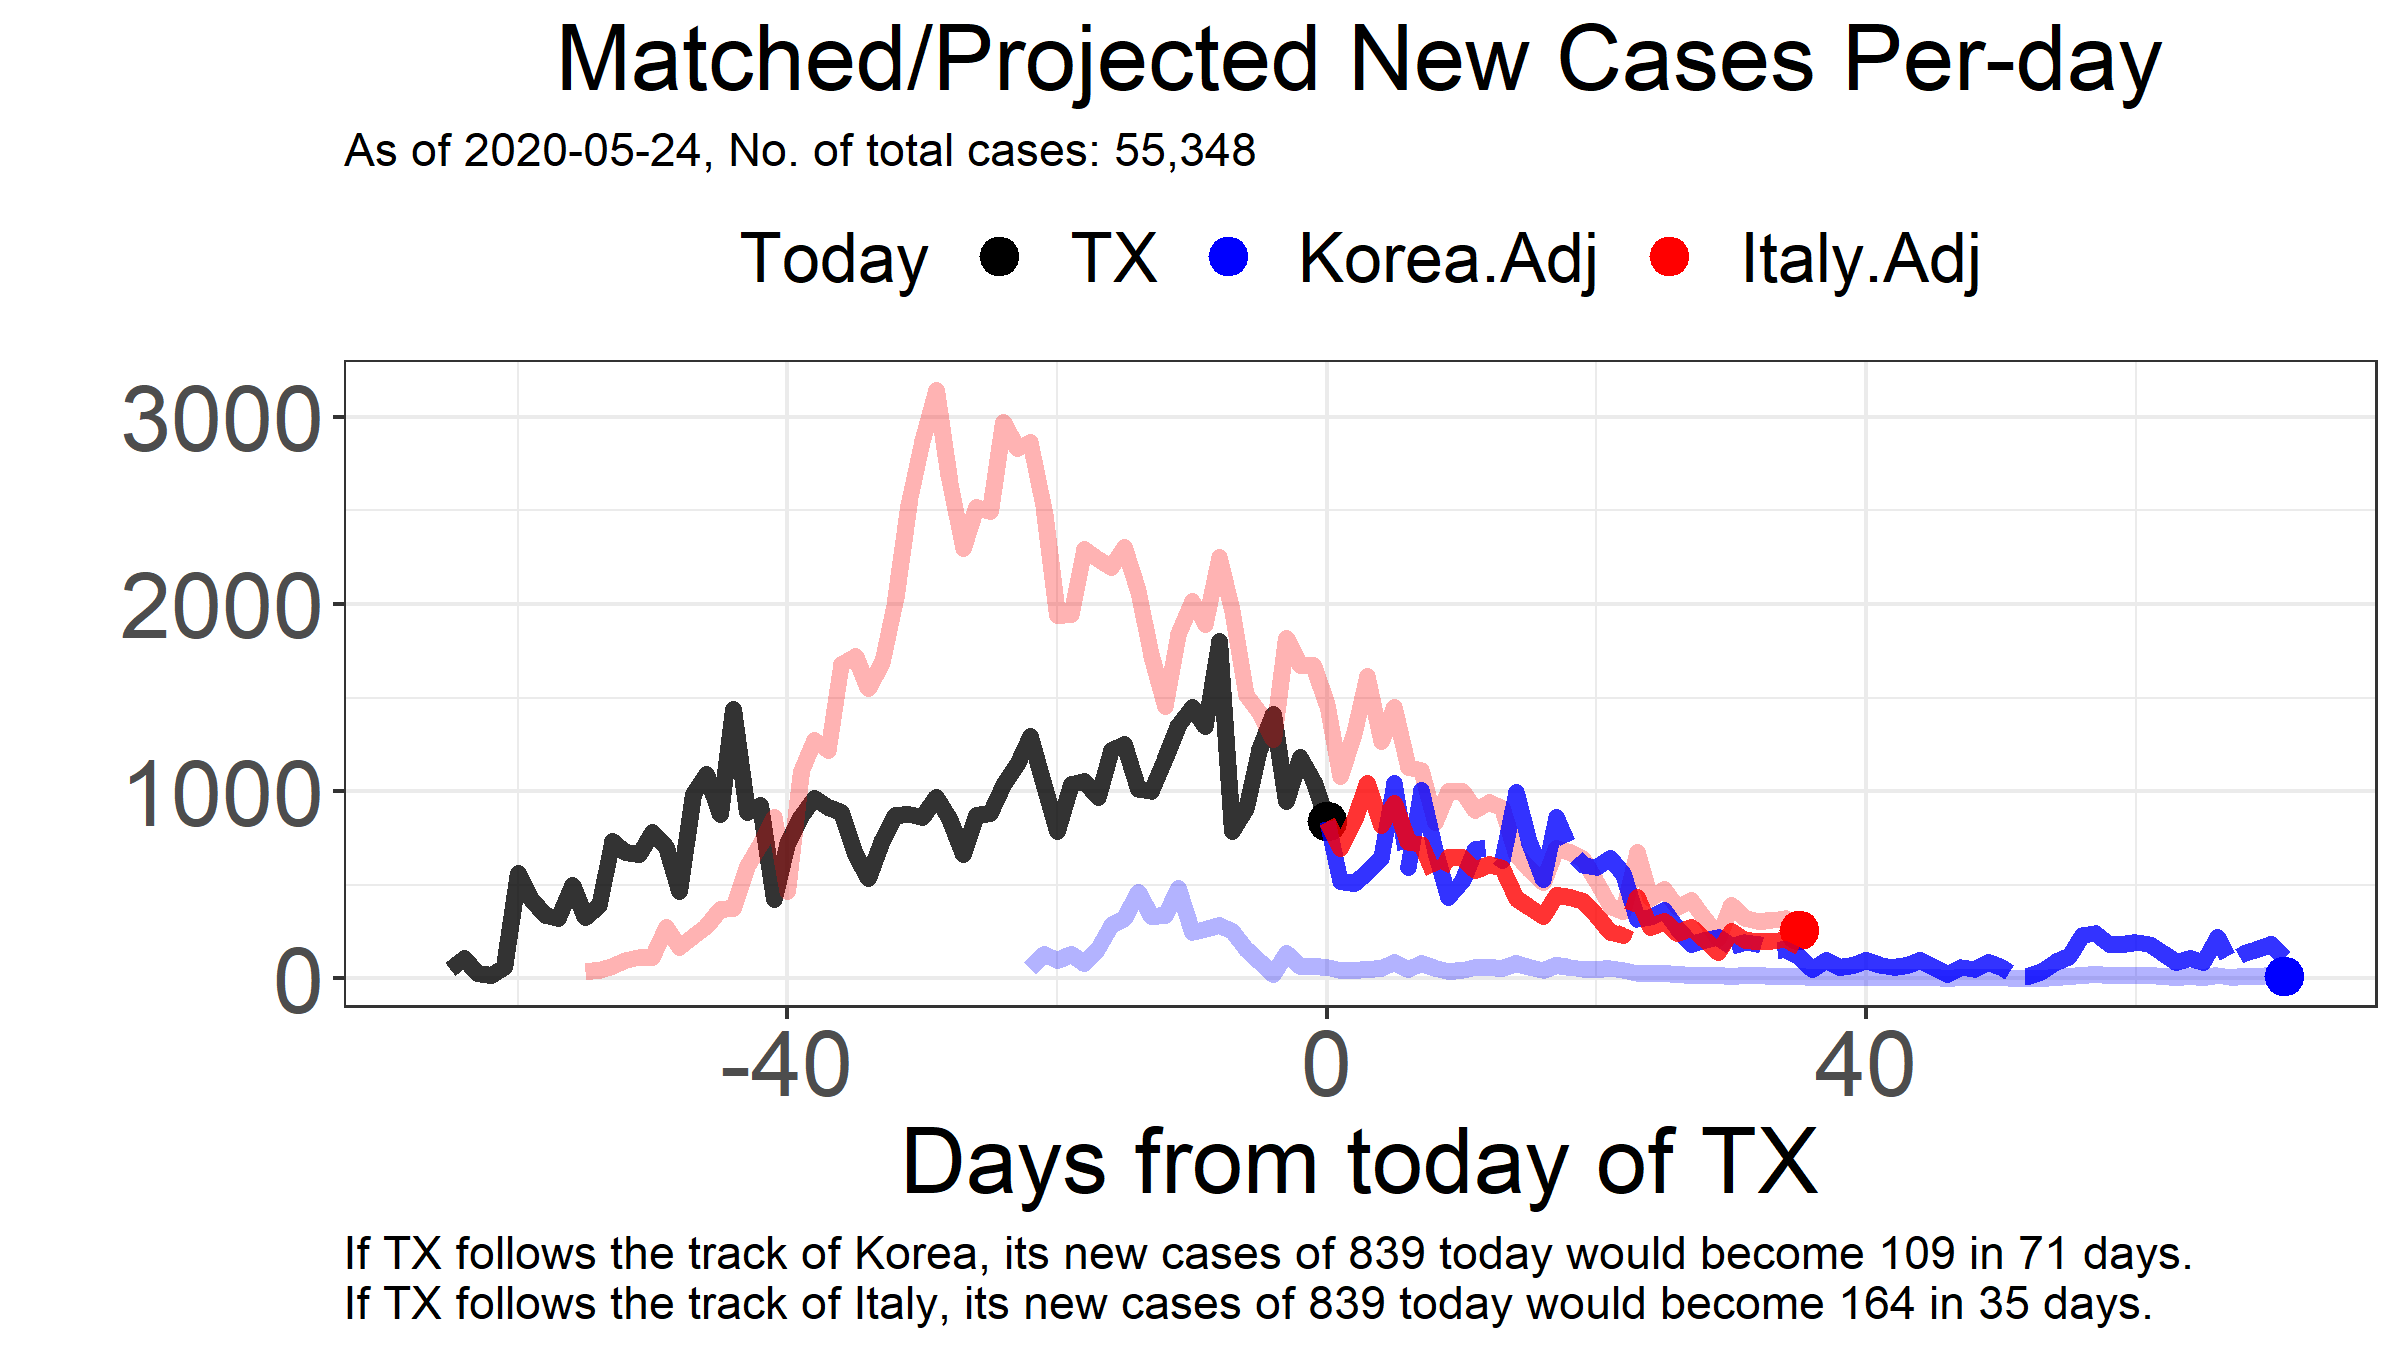 Matched/Projected New Cases Per-day
As of 2020-05-24, No. of total cases: 55,348
Today TX Korea.Adj Italy.Adj
3000
2000
1000
0
-40 0 40
Days from today of TX
If TX follows the track of Korea, its new cases of 839 today would become 109 in 71 days.
If TX follows the track of Italy, its new cases of 839 today would become 164 in 35 days.